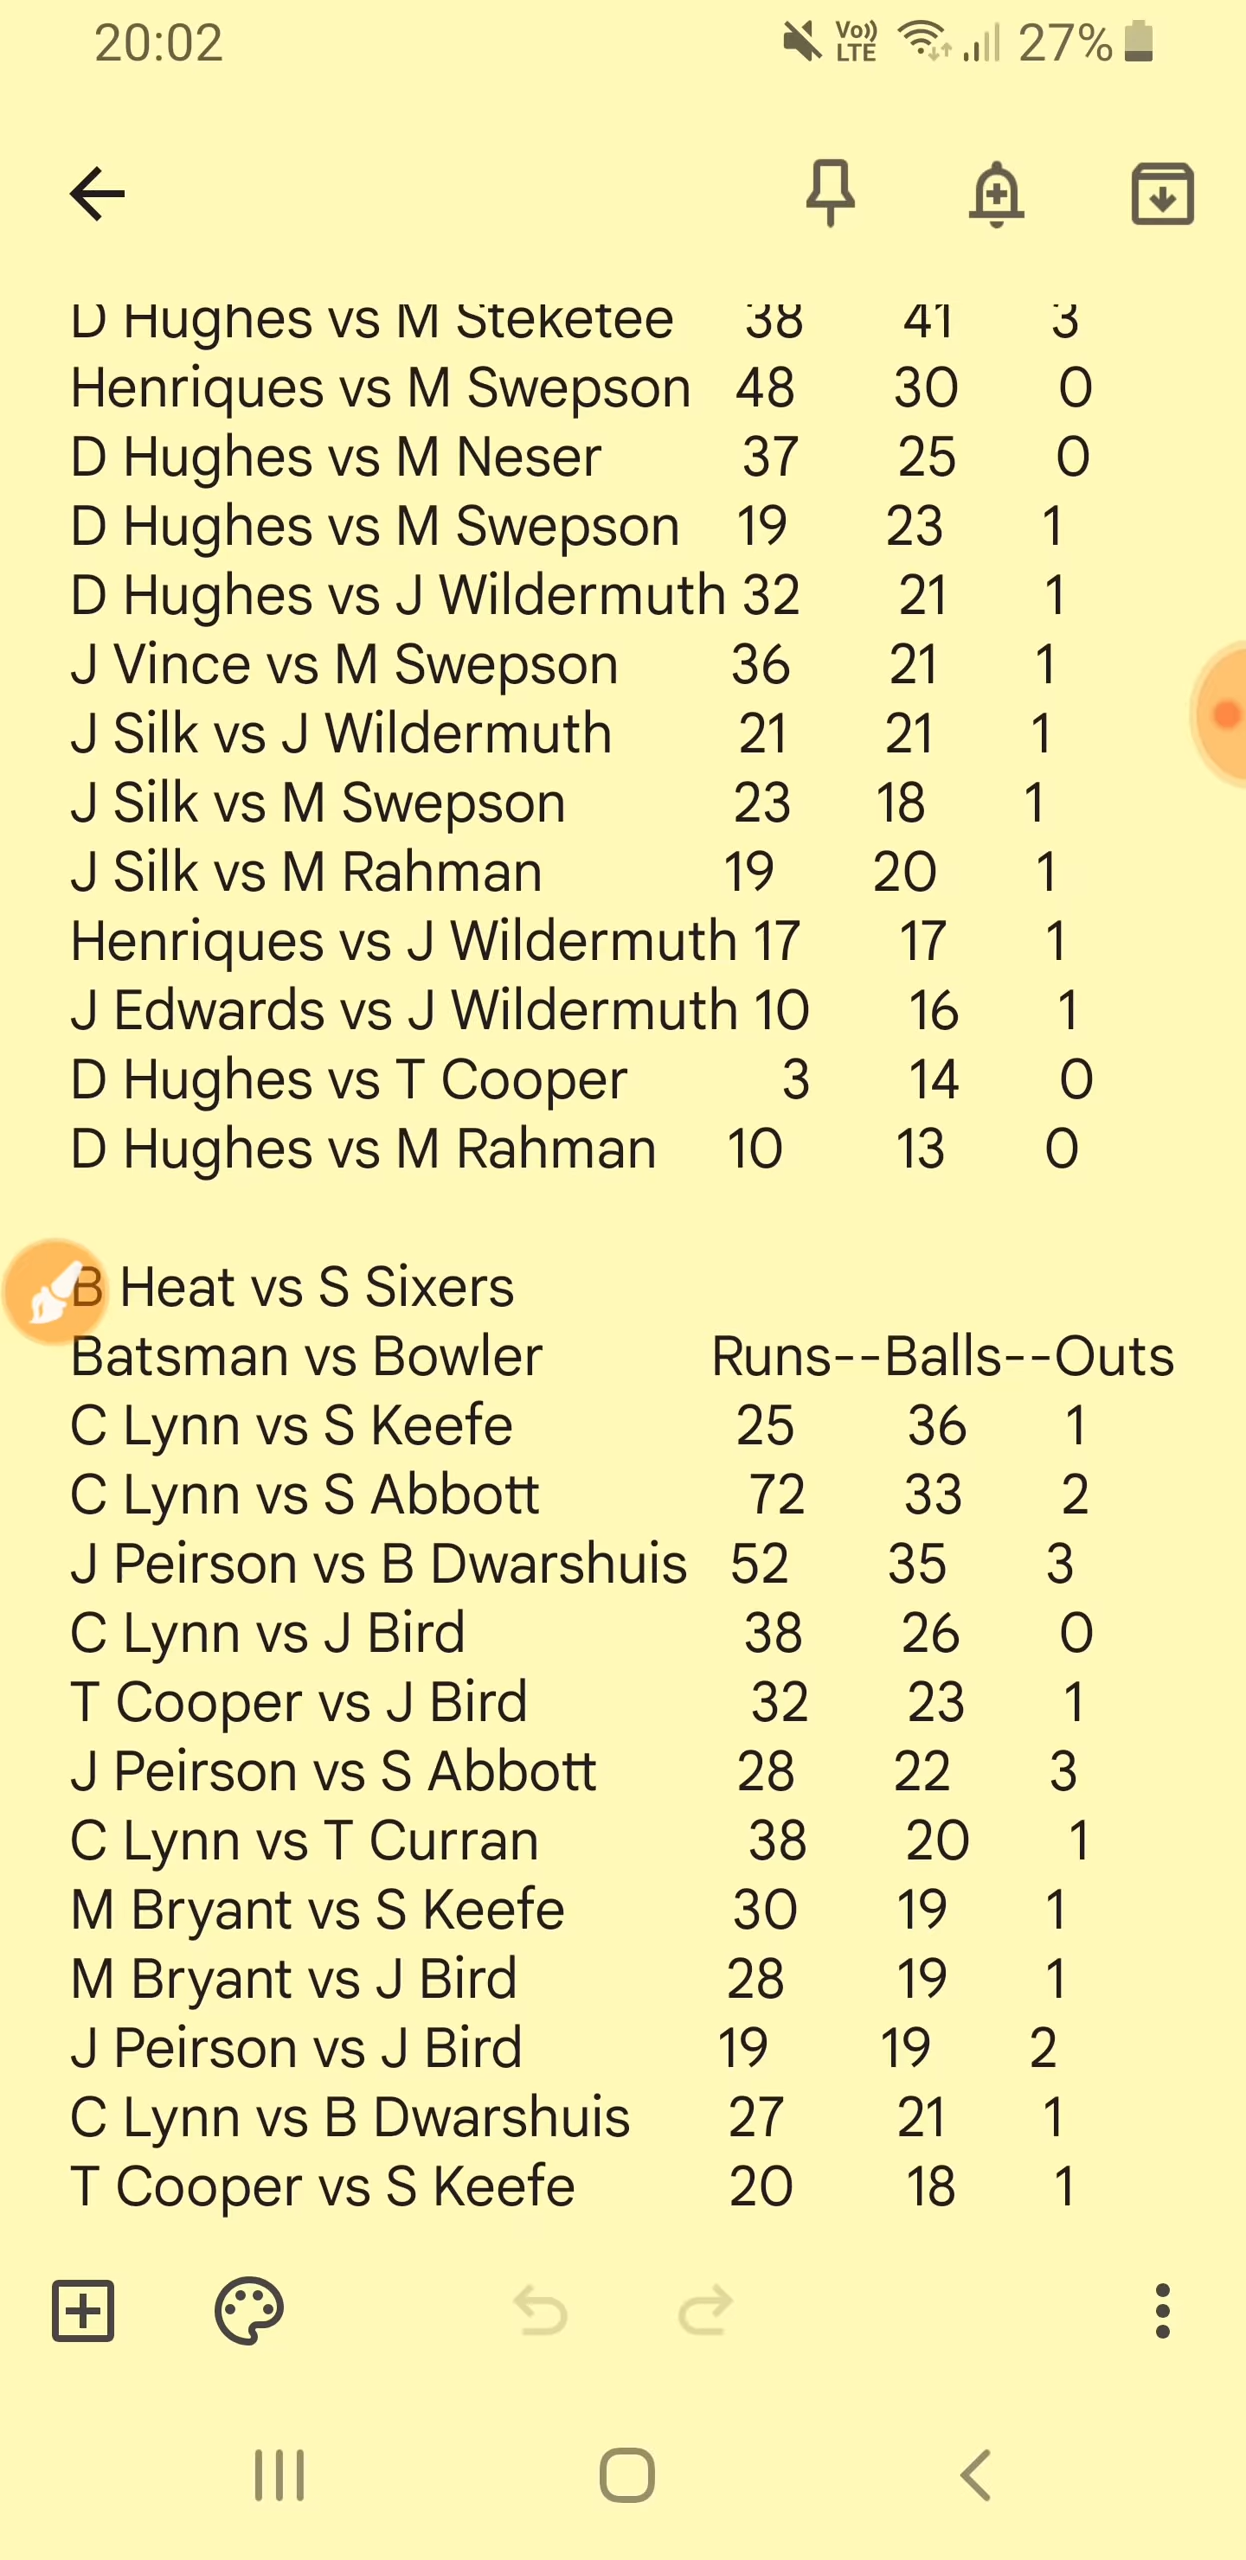 20:02 Vo)) LTE 27%
D Hughes vs M Steketee 38 41 3
Henriques vs M Swepson 48 30 0
D Hughes vs M Neser 37 25 0
D Hughes vs M Swepson 19 23 1
D Hughes vs J Wildermuth 32 21 1
J Vince vs M Swepson 36 21 1
J Silk vs J Wildermuth 21 21 1
J Silk vs M Swepson 23 18 1
J Silk vs M Rahman 19 20 1
Henriques vs J Wildermuth 17 17 1
J Edwards vs J Wildermuth 10 16 1
D Hughes vs T Cooper 3 14 0
D Hughes vs M Rahman 10 13 0
B Heat vs S Sixers
Batsman vs Bowler Runs--Balls--Outs
C Lynn vs S Keefe 25 36 1
C Lynn vs S Abbott 72 33 2
J Peirson vs B Dwarshuis 52 35 3
C Lynn vs J Bird 38 26 0
T Cooper vs J Bird 32 23 1
J Peirson vs S Abbott 28 22 3
C Lynn vs T Curran 38 20 1
M Bryant vs S Keefe 30 19 1
M Bryant vs J Bird 28 19 1
J Peirson vs J Bird 19 19 2
C Lynn vs B Dwarshuis 27 21 1
T Cooper vs S Keefe 20 18 1